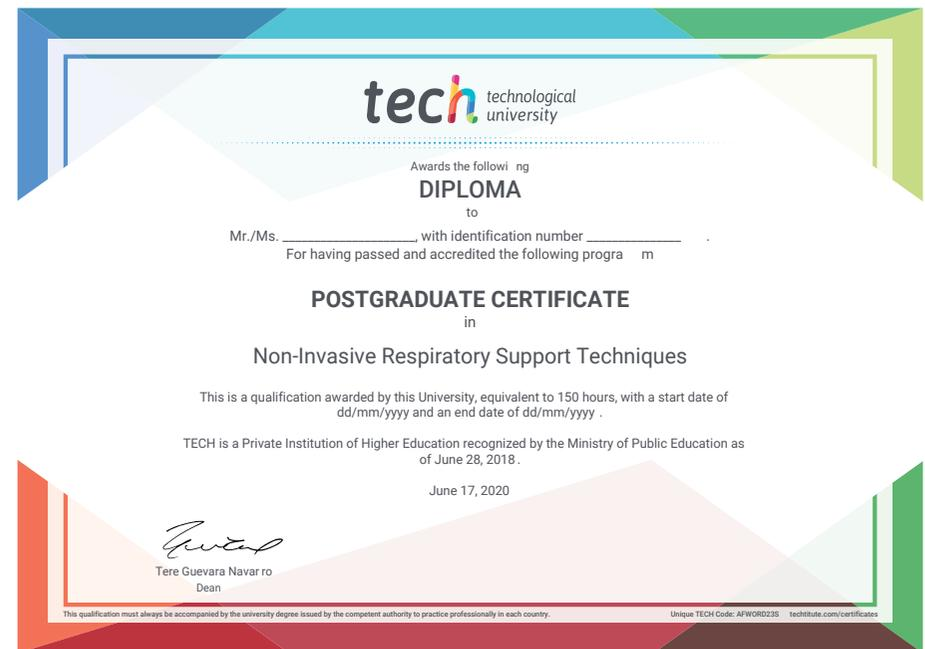 tech technological
university
Awards the followi ng
DIPLOMA
to
Mr./Ms. ____________________, with identification number ______________ .
For having passed and accredited the following progra m
POSTGRADUATE CERTIFICATE
in
Non-Invasive Respiratory Support Techniques
This is a qualification awarded by this University, equivalent to 150 hours, with a start date of
dd/mm/yyyy and an end date of dd/mm/yyyy .
TECH is a Private Institution of Higher Education recognized by the Ministry of Public Education as
of June 28, 2018 .
June 17, 2020
Tere Guevara Navar ro
Dean
This qualification must always be accompanied by the university degree issued by the competent authority to practice professionally in each country.
Unique TECH Code: AFWORD23S techtitute.com/certificates